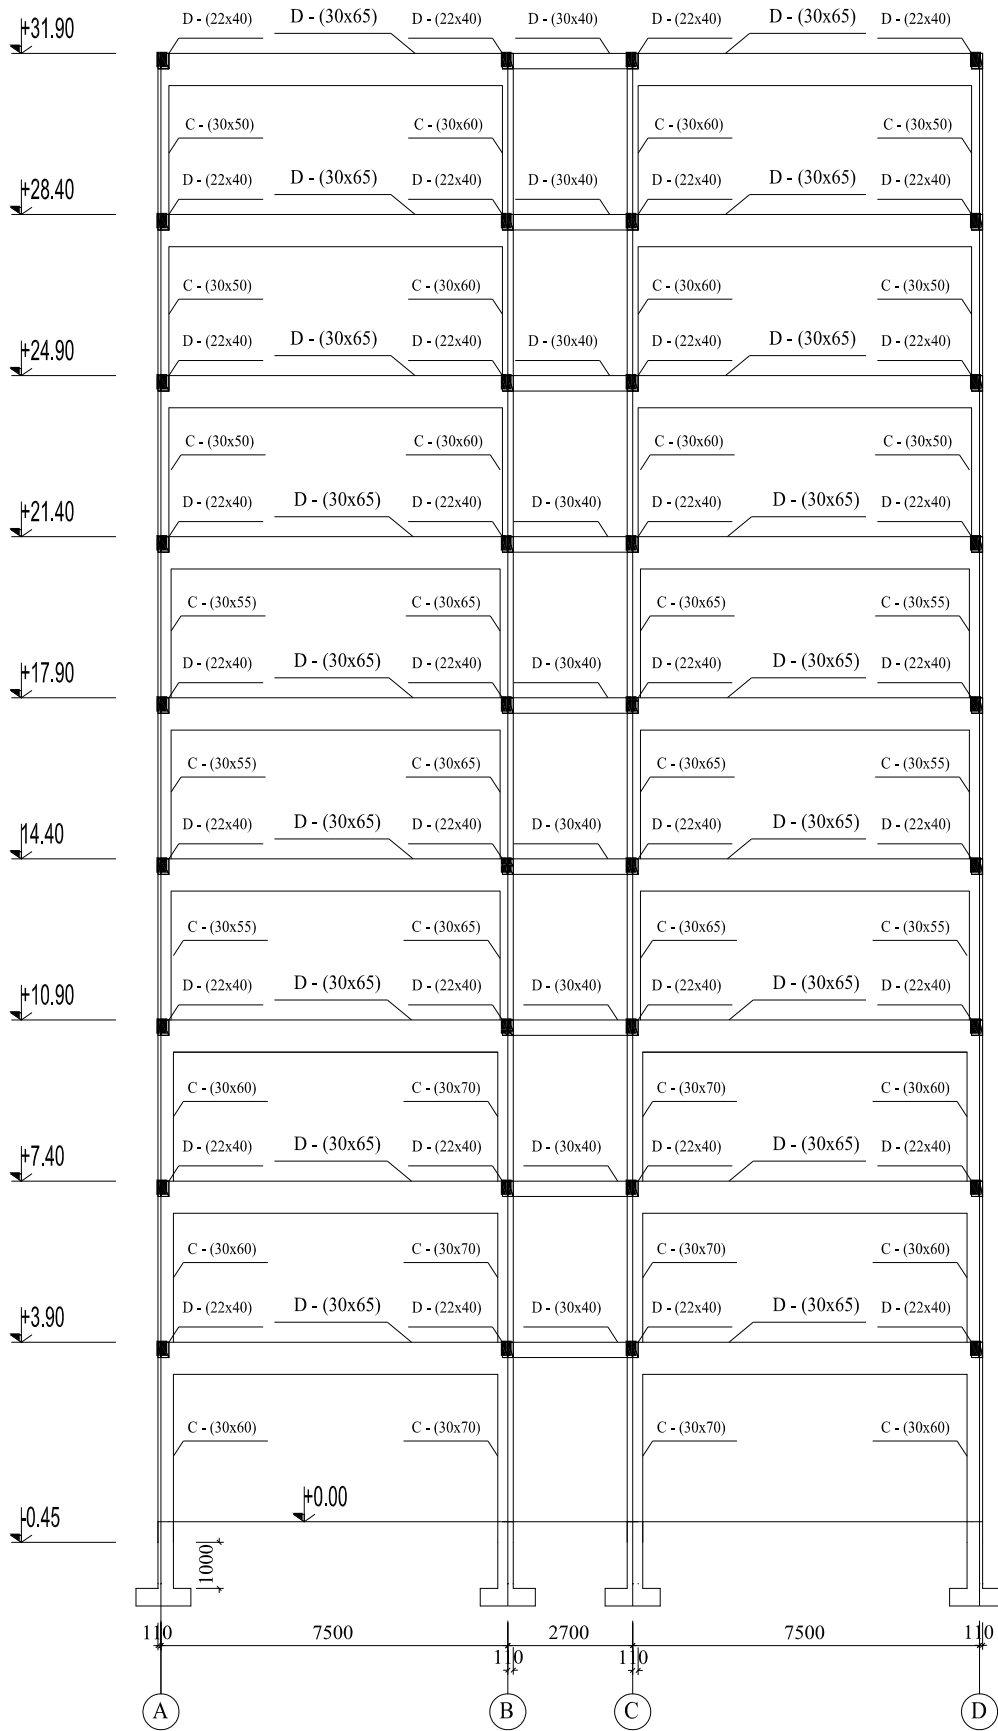 +31.90 D - (22x40) D - (30x65) D - (22x40) D - (30x40) D - (22x40) D - (30x65) D - (22x40)
C - (30x50) C - (30x60) C - (30x60) C - (30x50)
+28.40 D - (22x40) D - (30x65) D - (22x40) D - (30x40) D - (22x40) D - (30x65) D - (22x40)
C - (30x50) C - (30x60) C - (30x60) C - (30x50)
+24.90 D - (22x40) D - (30x65) D - (22x40) D - (30x40) D - (22x40) D - (30x65) D - (22x40)
C - (30x50) C - (30x60) C - (30x60) C - (30x50)
+21.40 D - (22x40) D - (30x65) D - (22x40) D - (30x40) D - (22x40) D - (30x65) D - (22x40)
C - (30x55) C - (30x65) C - (30x65) C - (30x55)
+17.90 D - (22x40) D - (30x65) D - (22x40) D - (30x40) D - (22x40) D - (30x65) D - (22x40)
C - (30x55) C - (30x65) C - (30x65) C - (30x55)
14.40 D - (22x40) D - (30x65) D - (22x40) D - (30x40) D - (22x40) D - (30x65) D - (22x40)
C - (30x55) C - (30x65) C - (30x65) C - (30x55)
+10.90 D - (22x40) D - (30x65) D - (22x40) D - (30x40) D - (22x40) D - (30x65) D - (22x40)
C - (30x60) C - (30x70) C - (30x70) C - (30x60)
+7.40 D - (22x40) D - (30x65) D - (22x40) D - (30x40) D - (22x40) D - (30x65) D - (22x40)
C - (30x60) C - (30x70) C - (30x70) C - (30x60)
+3.90 D - (22x40) D - (30x65) D - (22x40) D - (30x40) D - (22x40) D - (30x65) D - (22x40)
C - (30x60) C - (30x70) C - (30x70) C - (30x60)
+0.00
-0.45
1000
110 7500 2700 7500 110
110 110
A B C D